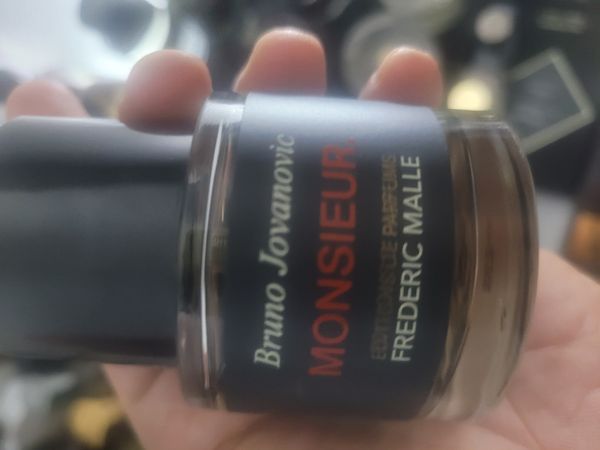 Bruno Jovanovic
MONSIEUR.
EDITIONS DE PARFUMS
FREDERIC MALLE